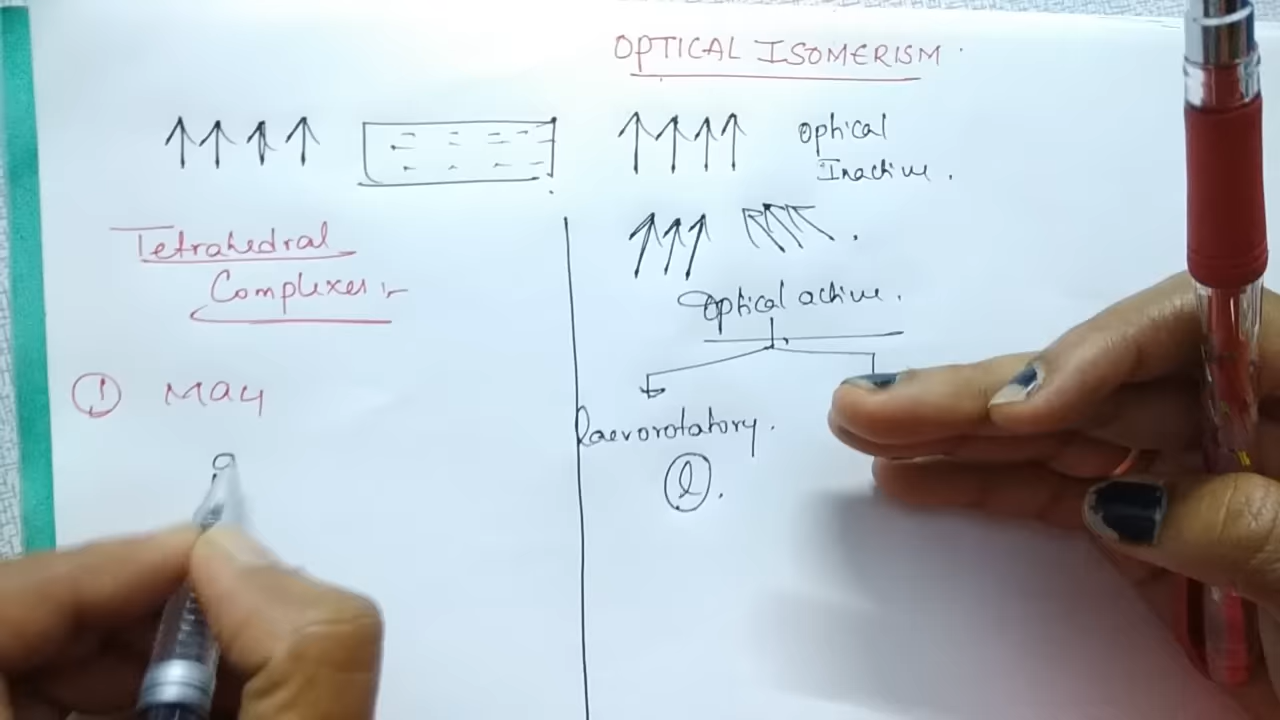 OPTICAL ISOMERISM
Optical
Inactive.
Tetrahedral
Complexes:-
Optical active.
① Ma4
laevorotatory.
ⓛ.
a